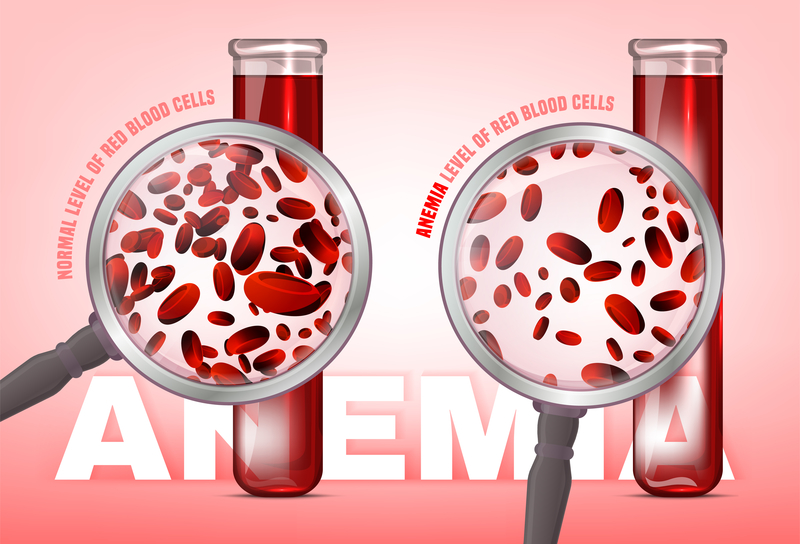 NORMAL LEVEL OF RED BLOOD CELLS
ANEMIA LEVEL OF RED BLOOD CELLS
ANEMIA